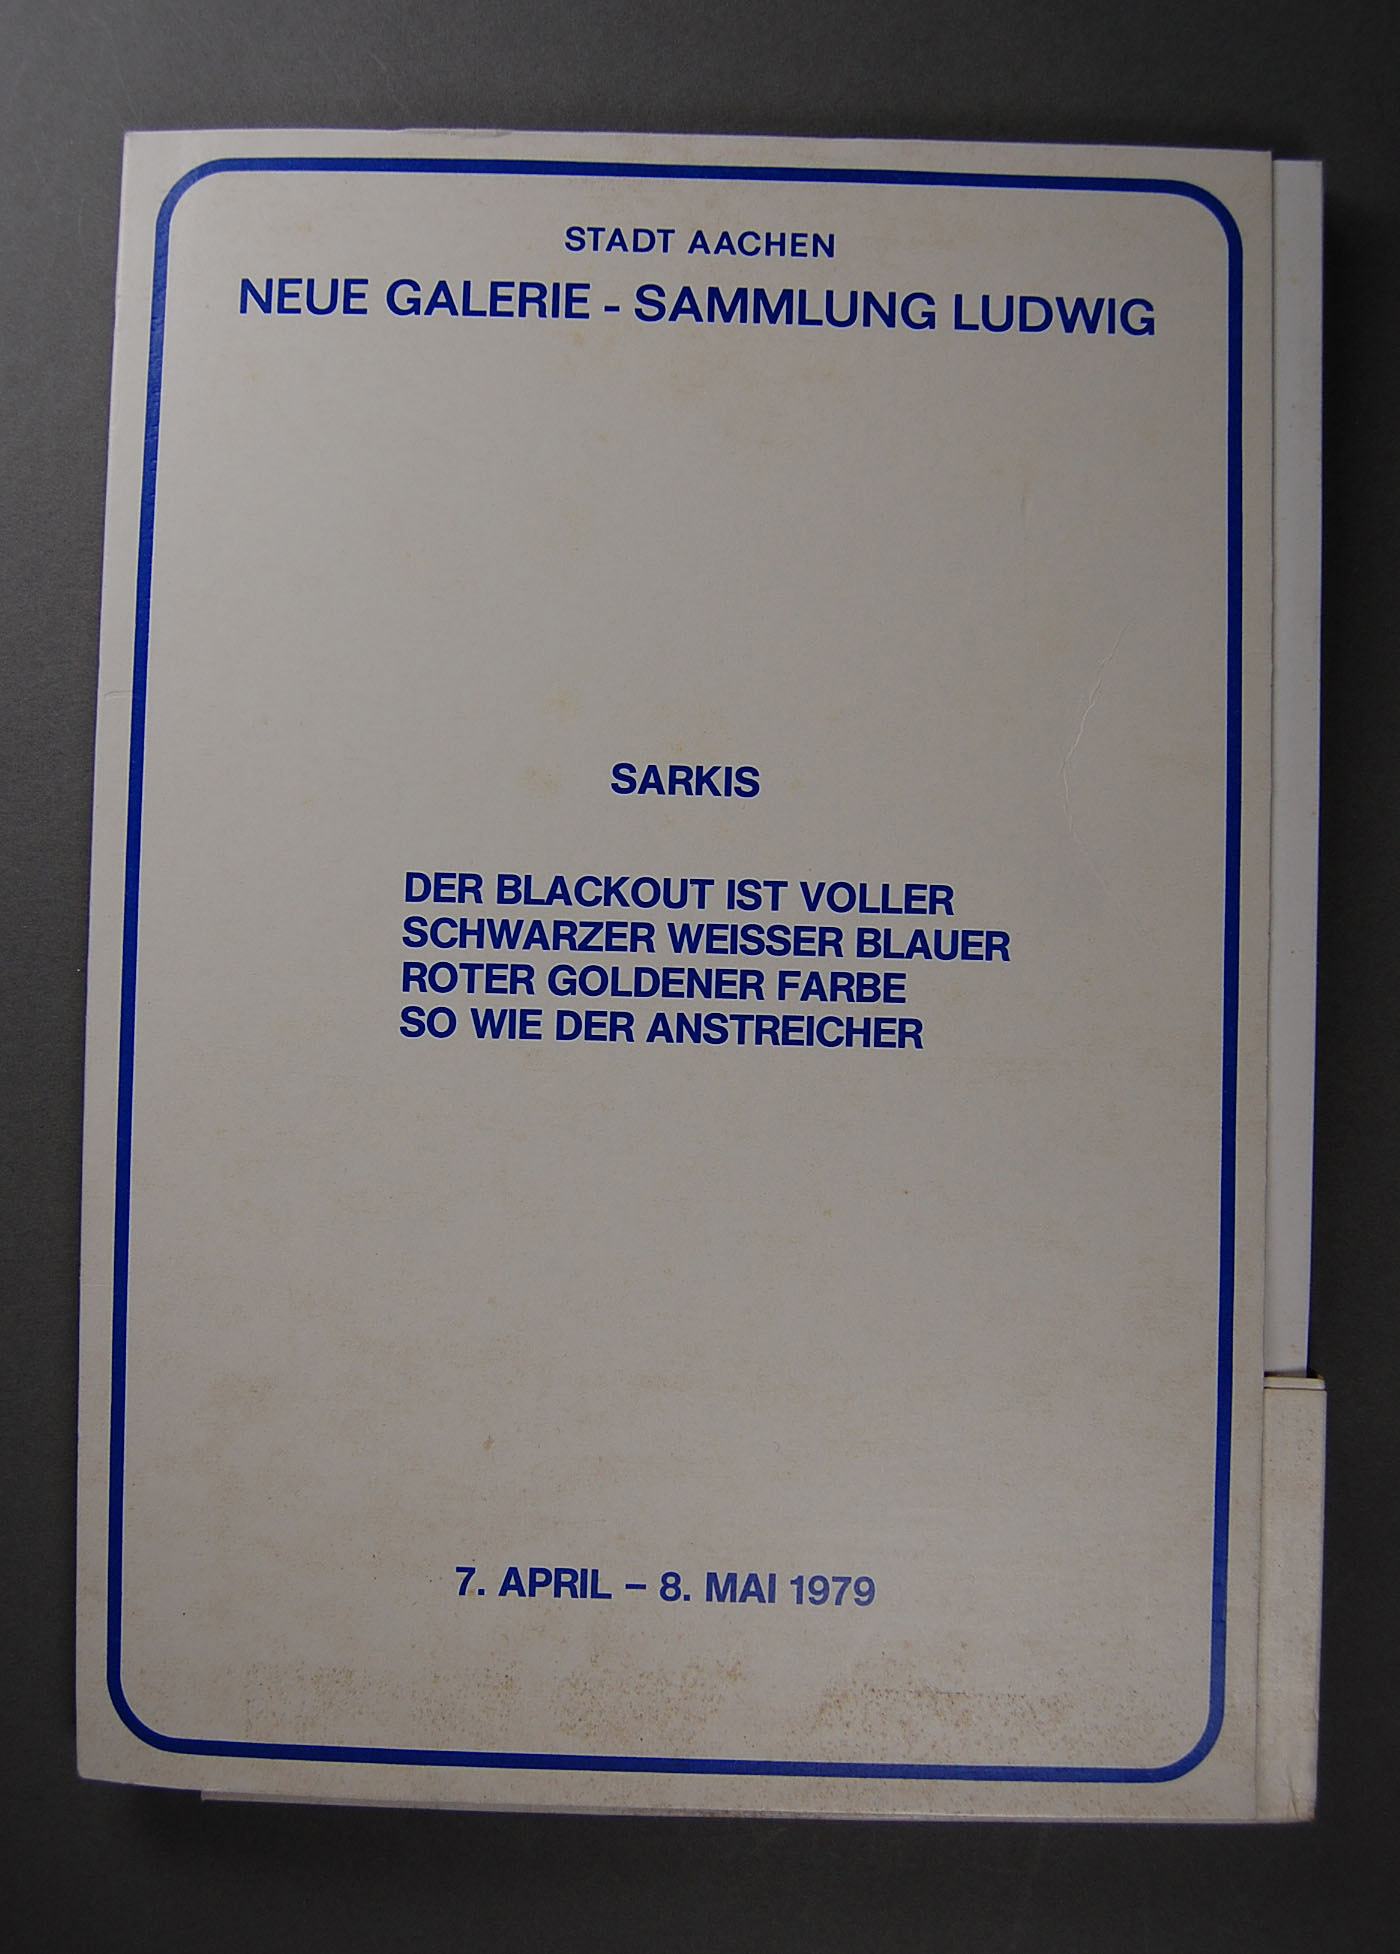 STADT AACHEN
NEUE GALERIE - SAMMLUNG LUDWIG
SARKIS
DER BLACKOUT IST VOLLER
SCHWARZER WEISSER BLAUER
ROTER GOLDENER FARBE
SO WIE DER ANSTREICHER
7. APRIL – 8. MAI 1979